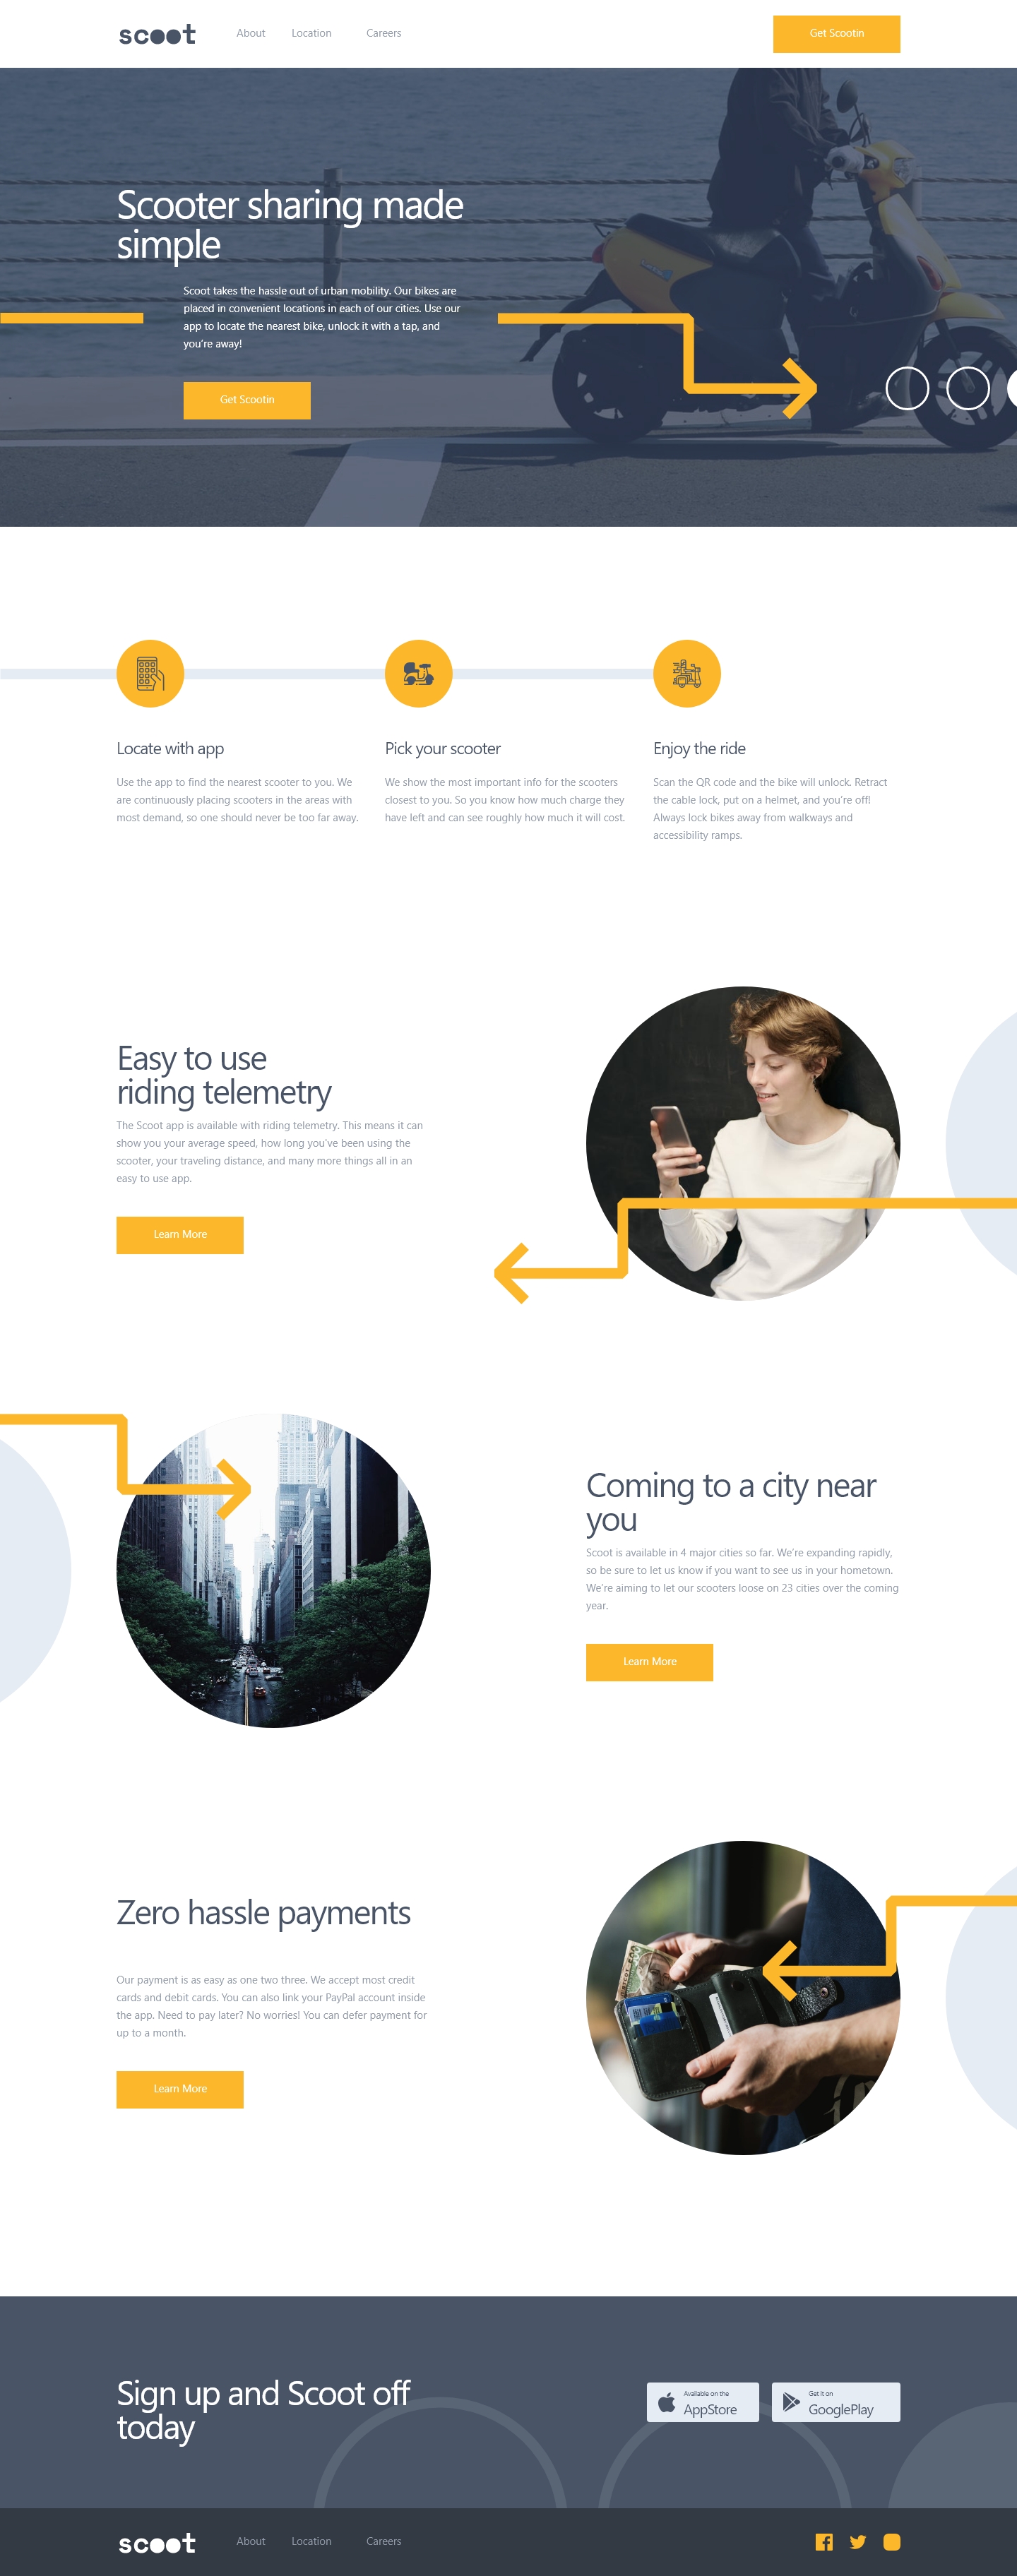 scoot
About Location Careers
Get Scootin
Scooter sharing made
simple
Scoot takes the hassle out of urban mobility. Our bikes are
placed in convenient locations in each of our cities. Use our
app to locate the nearest bike, unlock it with a tap, and
you’re away!
Get Scootin
Locate with app
Use the app to find the nearest scooter to you. We
are continuously placing scooters in the areas with
most demand, so one should never be too far away.
Pick your scooter
We show the most important info for the scooters
closest to you. So you know how much charge they
have left and can see roughly how much it will cost.
Enjoy the ride
Scan the QR code and the bike will unlock. Retract
the cable lock, put on a helmet, and you’re off!
Always lock bikes away from walkways and
accessibility ramps.
Easy to use
riding telemetry
The Scoot app is available with riding telemetry. This means it can
show you your average speed, how long you've been using the
scooter, your traveling distance, and many more things all in an
easy to use app.
Learn More
Coming to a city near
you
Scoot is available in 4 major cities so far. We’re expanding rapidly,
so be sure to let us know if you want to see us in your hometown.
We’re aiming to let our scooters loose on 23 cities over the coming
year.
Learn More
Zero hassle payments
Our payment is as easy as one two three. We accept most credit
cards and debit cards. You can also link your PayPal account inside
the app. Need to pay later? No worries! You can defer payment for
up to a month.
Learn More
Sign up and Scoot off
today
Available on the
AppStore
Get it on
GooglePlay
scoot
About Location Careers